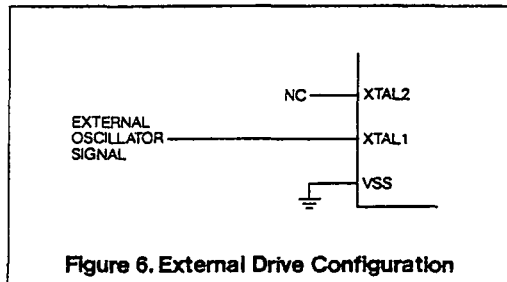 NC XTAL2
EXTERNAL
OSCILLATOR XTAL1
SIGNAL
VSS
Figure 6. External Drive Configuration